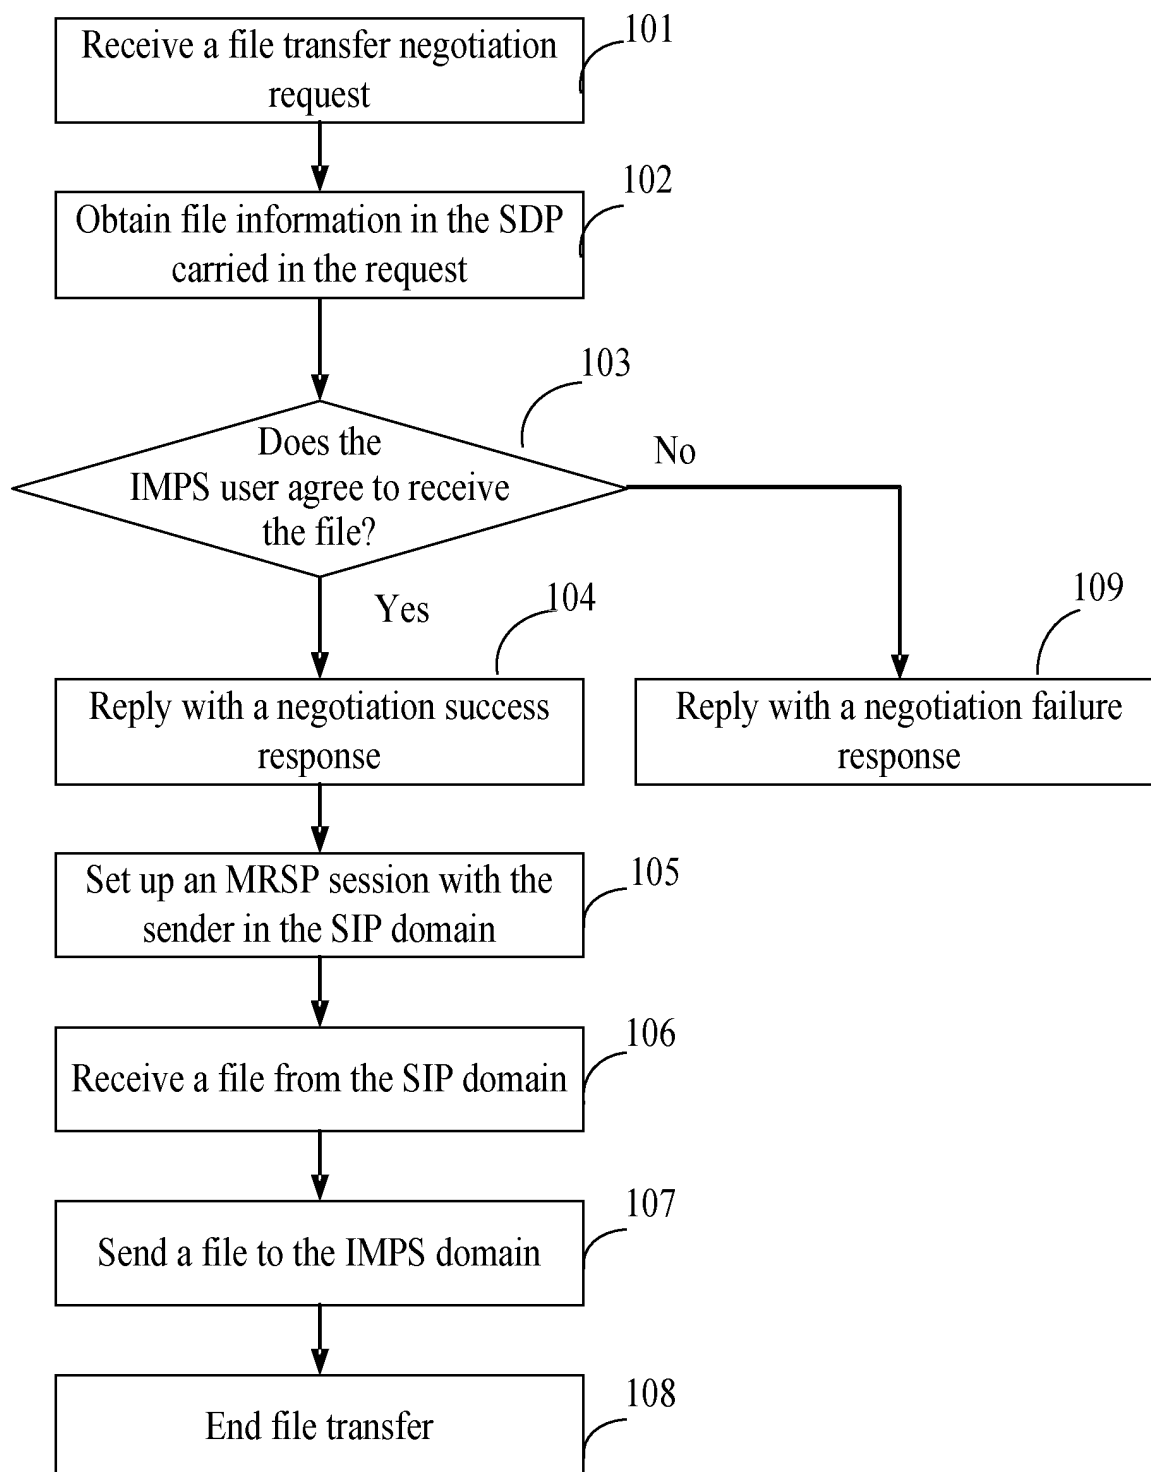 101
Receive a file transfer negotiation
request
102
Obtain file information in the SDP
carried in the request
103
Does the
IMPS user agree to receive
the file?
No
Yes
104
109
Reply with a negotiation success
response
Reply with a negotiation failure
response
105
Set up an MRSP session with the
sender in the SIP domain
106
Receive a file from the SIP domain
107
Send a file to the IMPS domain
108
End file transfer